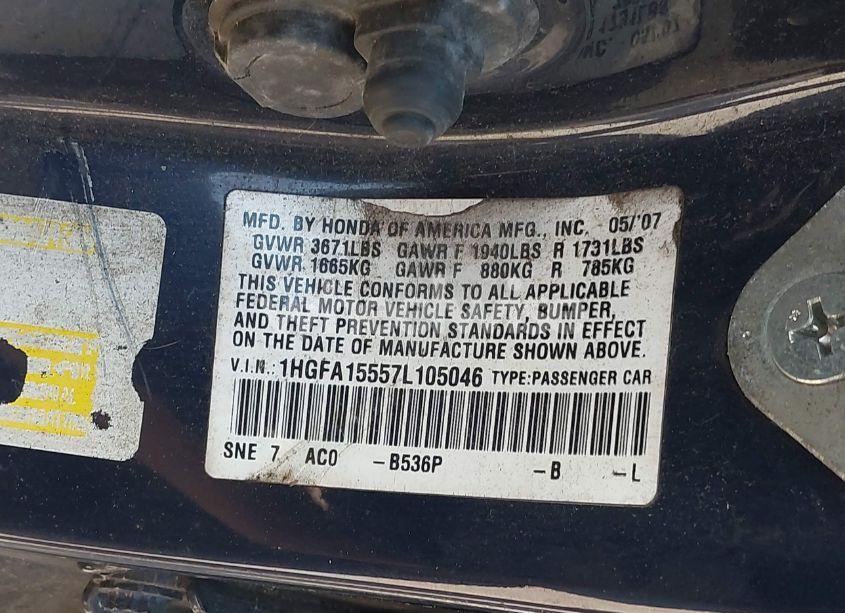 MFD. BY HONDA OF AMERICA MFG., INC. 05/'07
GVWR 3671LBS GAWR F 1940LBS R 1731LBS
GVWR 1665KG GAWR F 880KG R 785KG
THIS VEHICLE CONFORMS TO ALL APPLICABLE
FEDERAL MOTOR VEHICLE SAFETY, BUMPER,
AND THEFT PREVENTION STANDARDS IN EFFECT
ON THE DATE OF MANUFACTURE SHOWN ABOVE.
V.I.N.: 1HGFA15557L105046 TYPE:PASSENGER CAR
SNE 7 AC0 -B536P -B -L